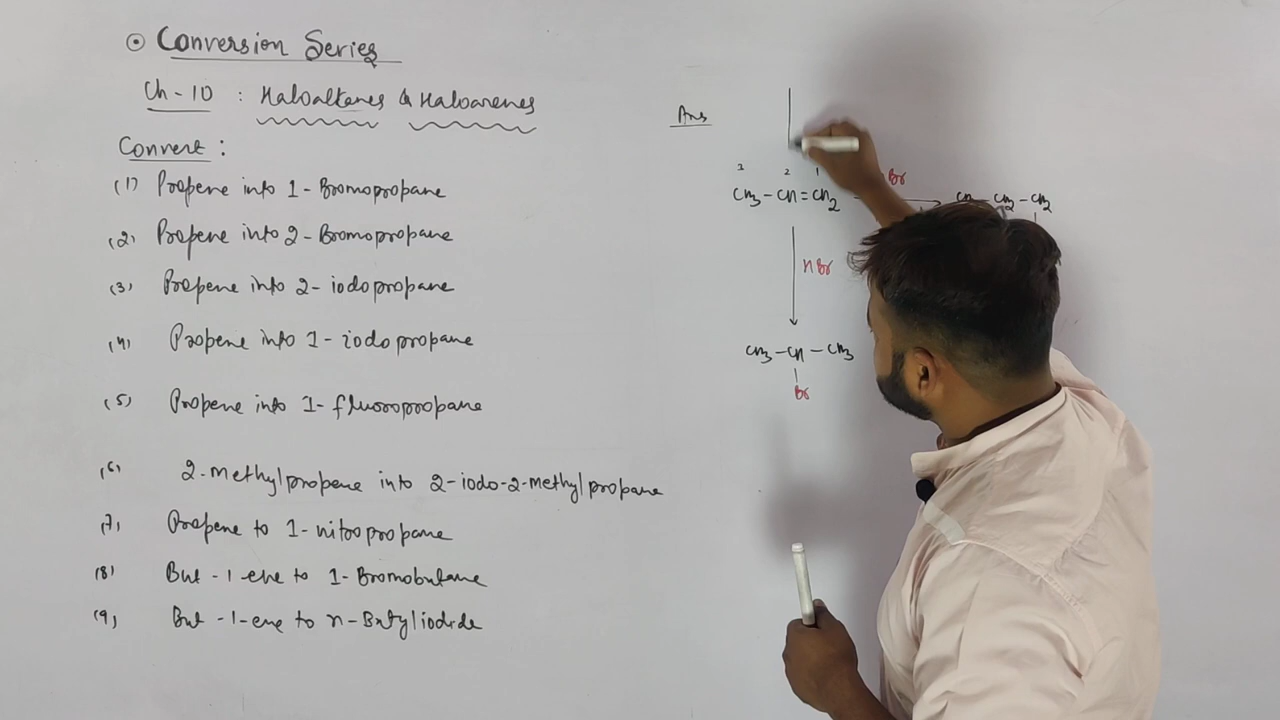 Conversion Series
Ch-10 : Haloalkanes & Haloarenes
Convert :
(1) Propene into 1-Bromopropane
(2) Propene into 2-Bromopropane
(3) Propene into 2-iodopropane
(4) Propene into 1-iodopropane
(5) Propene into 1-fluoropropane
(6) 2-Methylpropene into 2-iodo-2-Methylpropane
(7) Propene to 1-nitropropane
(8) But-1-ene to 1-Bromobutane
(9) But-1-ene to n-Butyliodide
Ans
3 2 1
CH3-CH=CH2
Br
CH2-CH2
HBr
CH3-CH-CH3
Br